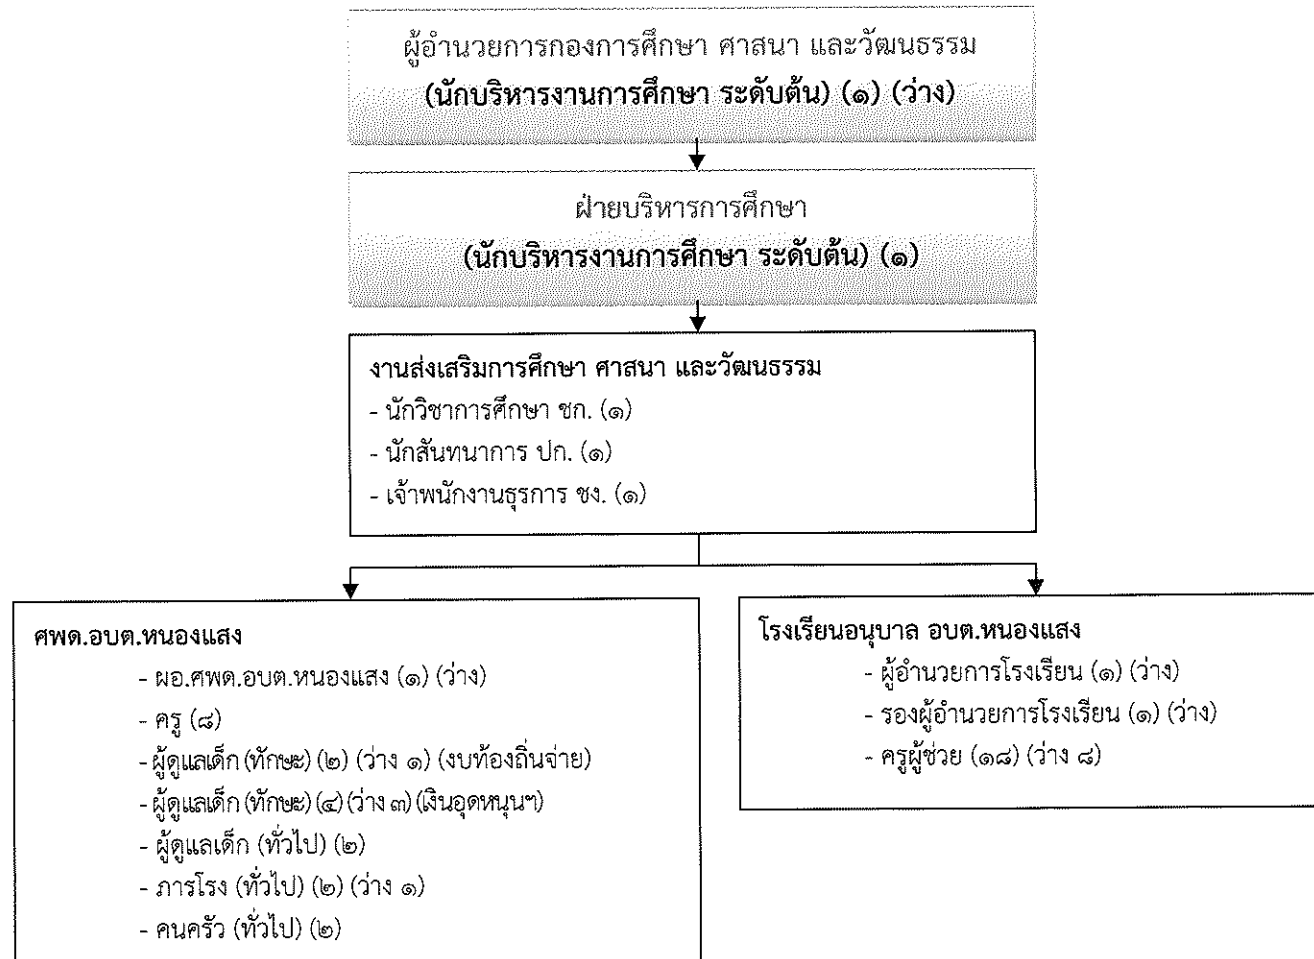 ผู้อำนวยการกองการศึกษา ศาสนา และวัฒนธรรม
(นักบริหารงานการศึกษา ระดับต้น) (๑) (ว่าง)
ฝ่ายบริหารการศึกษา
(นักบริหารงานการศึกษา ระดับต้น) (๑)
งานส่งเสริมการศึกษา ศาสนา และวัฒนธรรม
- นักวิชาการศึกษา ชก. (๑)
- นักสันทนาการ ปก. (๑)
- เจ้าพนักงานธุรการ ชง. (๑)
ศพด.อบต.หนองแสง
- ผอ.ศพด.อบต.หนองแสง (๑) (ว่าง)
- ครู (๘)
- ผู้ดูแลเด็ก (ทักษะ) (๒) (ว่าง ๑) (งบท้องถิ่นจ่าย)
- ผู้ดูแลเด็ก (ทักษะ) (๔) (ว่าง ๓) (เงินอุดหนุนฯ)
- ผู้ดูแลเด็ก (ทั่วไป) (๒)
- ภารโรง (ทั่วไป) (๒) (ว่าง ๑)
- คนครัว (ทั่วไป) (๒)
โรงเรียนอนุบาล อบต.หนองแสง
- ผู้อำนวยการโรงเรียน (๑) (ว่าง)
- รองผู้อำนวยการโรงเรียน (๑) (ว่าง)
- ครูผู้ช่วย (๑๘) (ว่าง ๘)